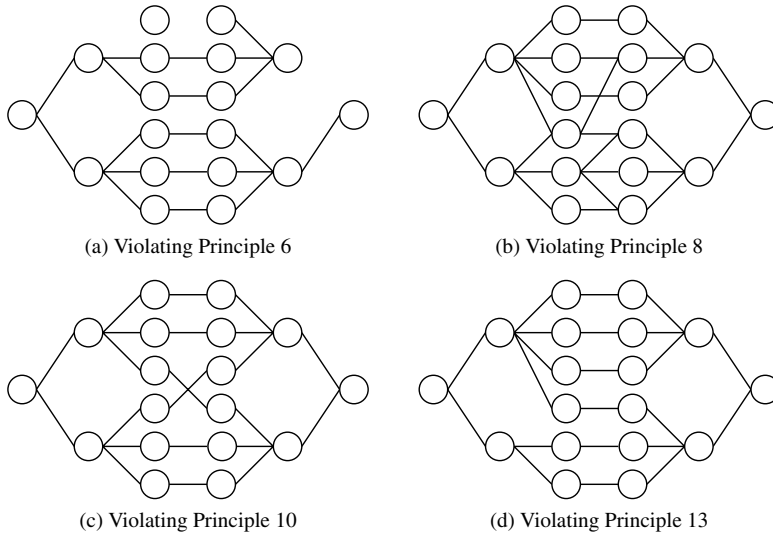 (a) Violating Principle 6
(b) Violating Principle 8
(c) Violating Principle 10
(d) Violating Principle 13